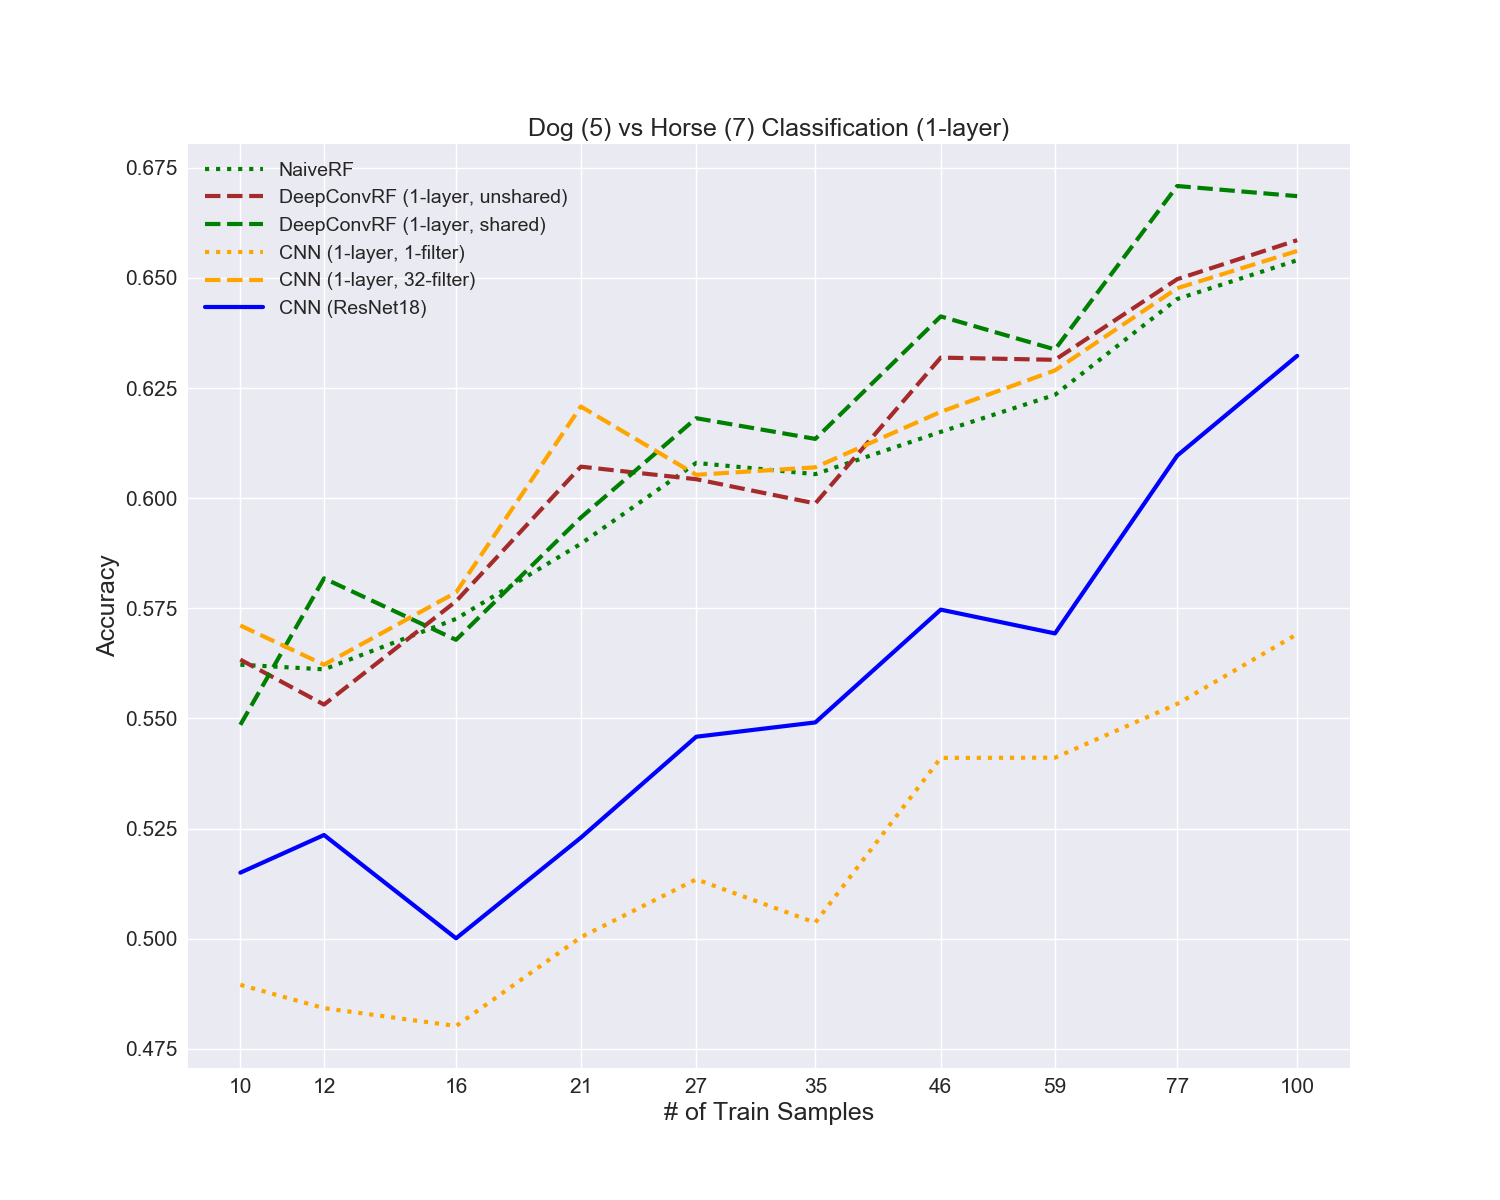 Dog (5) vs Horse (7) Classification (1-layer)
NaiveRF
DeepConvRF (1-layer, unshared)
DeepConvRF (1-layer, shared)
CNN (1-layer, 1-filter)
CNN (1-layer, 32-filter)
CNN (ResNet18)
Accuracy
0.675
0.650
0.625
0.600
0.575
0.550
0.525
0.500
0.475
10 12 16 21 27 35 46 59 77 100
# of Train Samples